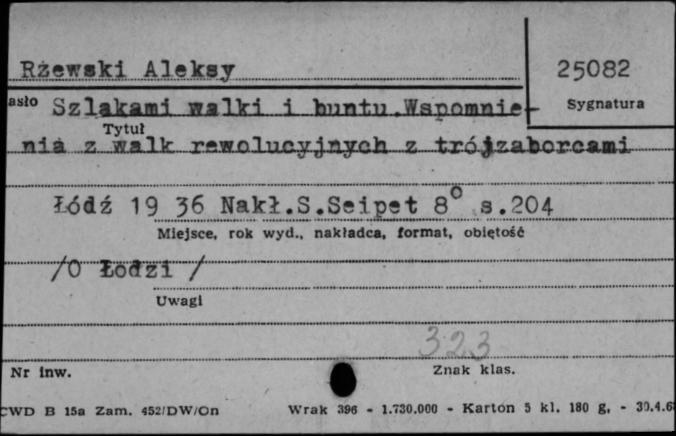 Rżewski Aleksy 25082
asło Szlakami walki i buntu.Wspomnie- Sygnatura
Tytuł
nia z walk rewolucyjnych z trójzaborcami
Łódź 19 36 Nakł.S.Seipet 8° s.204
Miejsce, rok wyd., nakładca, format, objętość
/O Łodzi /
Uwagi
323
Nr inw. Znak klas.
CWD B 15a Zam. 452/DW/On Wrak 396 - 1.730.000 - Karton 5 kl. 180 g. - 30.4.6